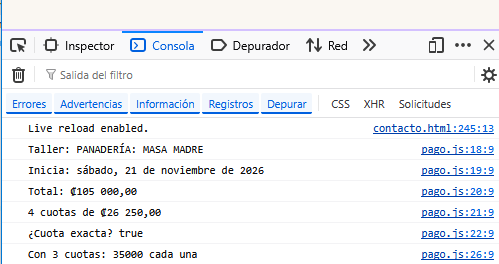 Inspector Consola Depurador Red
Salida del filtro
Errores Advertencias Información Registros Depurar CSS XHR Solicitudes
Live reload enabled. contacto.html:245:13
Taller: PANADERÍA: MASA MADRE pago.js:18:9
Inicia: sábado, 21 de noviembre de 2026 pago.js:19:9
Total: ₡105 000,00 pago.js:20:9
4 cuotas de ₡26 250,00 pago.js:21:9
¿Cuota exacta? true pago.js:22:9
Con 3 cuotas: 35000 cada una pago.js:26:9